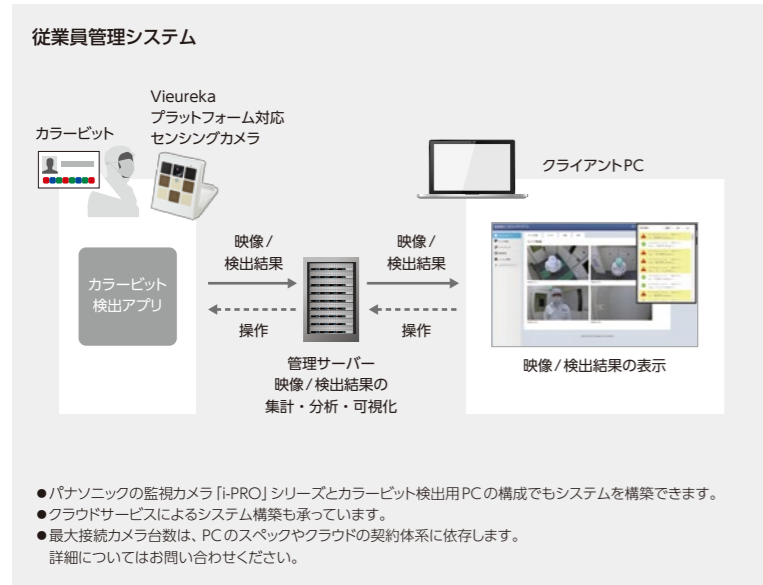 従業員管理システム
Vieureka
プラットフォーム対応
センシングカメラ
カラービット
クライアントPC
カラービット
検出アプリ
映像/
検出結果
操作
映像/
検出結果
操作
管理サーバー
映像/検出結果の
集計・分析・可視化
映像/検出結果の表示
●パナソニックの監視カメラ「i-PRO」シリーズとカラービット検出用PCの構成でもシステムを構築できます。
●クラウドサービスによるシステム構築も承っています。
●最大接続カメラ台数は、PCのスペックやクラウドの契約体系に依存します。
詳細についてはお問い合わせください。